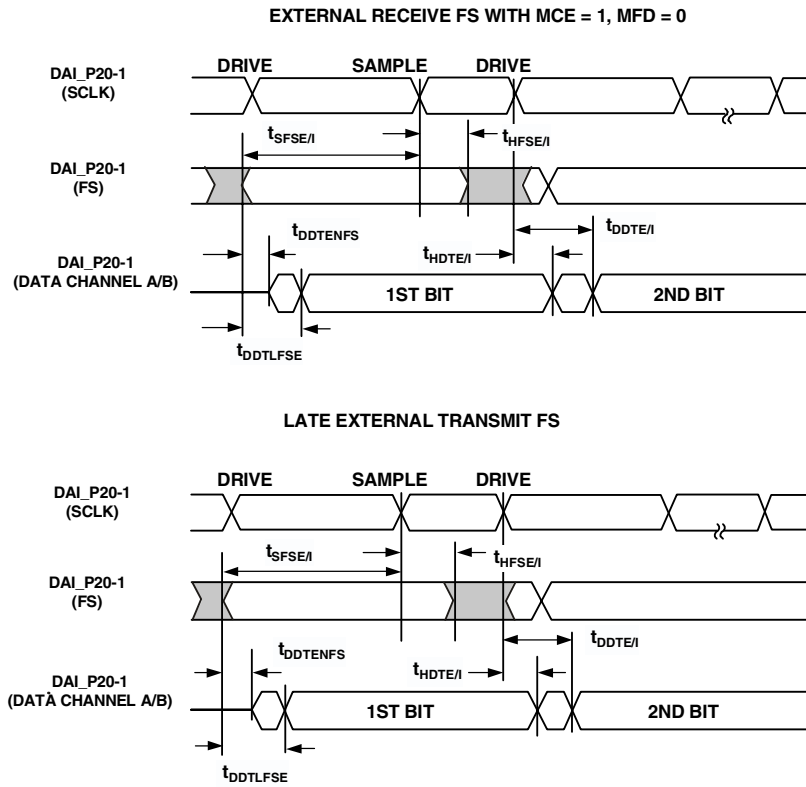 EXTERNAL RECEIVE FS WITH MCE = 1, MFD = 0
DRIVE SAMPLE DRIVE
DAI_P20-1
(SCLK)
tSFSE/I
tHFSE/I
DAI_P20-1
(FS)
tDDTENFS
tDDTE/I
tHDTE/I
DAI_P20-1
(DATA CHANNEL A/B)
1ST BIT 2ND BIT
tDDTLFSE
LATE EXTERNAL TRANSMIT FS
DRIVE SAMPLE DRIVE
DAI_P20-1
(SCLK)
tSFSE/I
tHFSE/I
DAI_P20-1
(FS)
tDDTENFS
tDDTE/I
tHDTE/I
DAI_P20-1
(DATA CHANNEL A/B)
1ST BIT 2ND BIT
tDDTLFSE